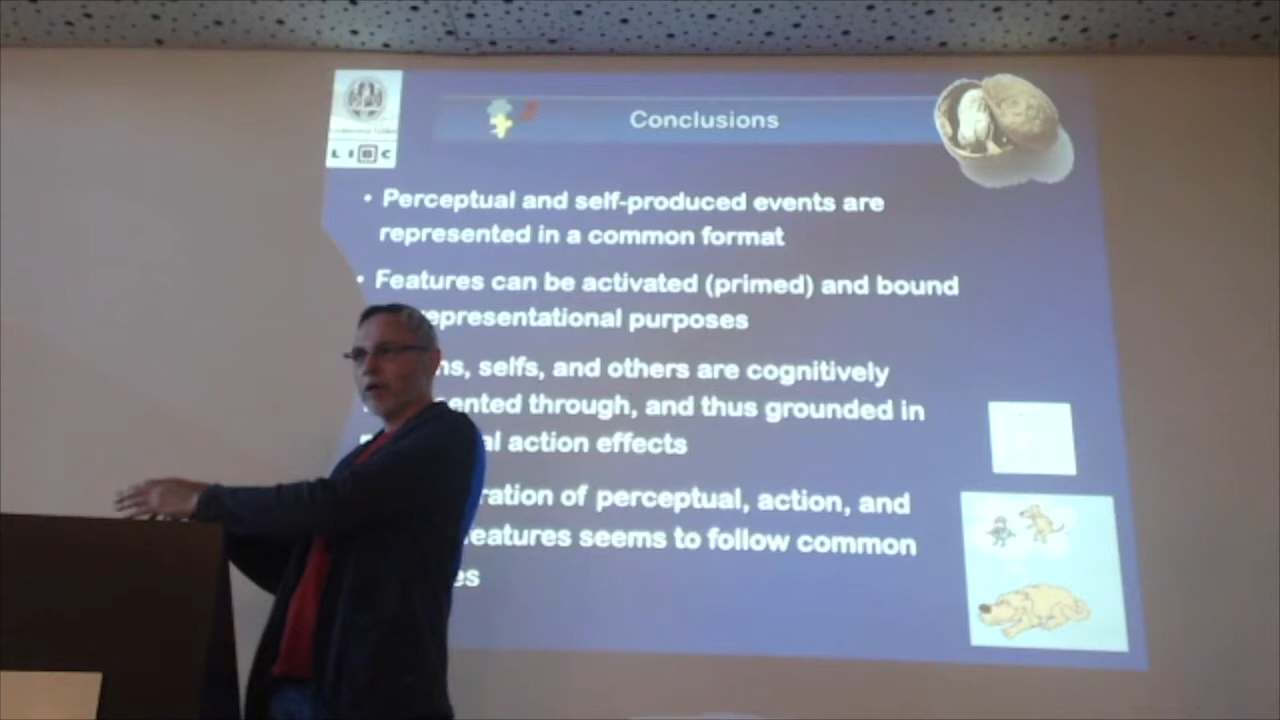 LIBC
Conclusions
• Perceptual and self-produced events are
represented in a common format
• Features can be activated (primed) and bound
epresentational purposes
ns, selfs, and others are cognitively
ented through, and thus grounded in
al action effects
ration of perceptual, action, and
eatures seems to follow common
es